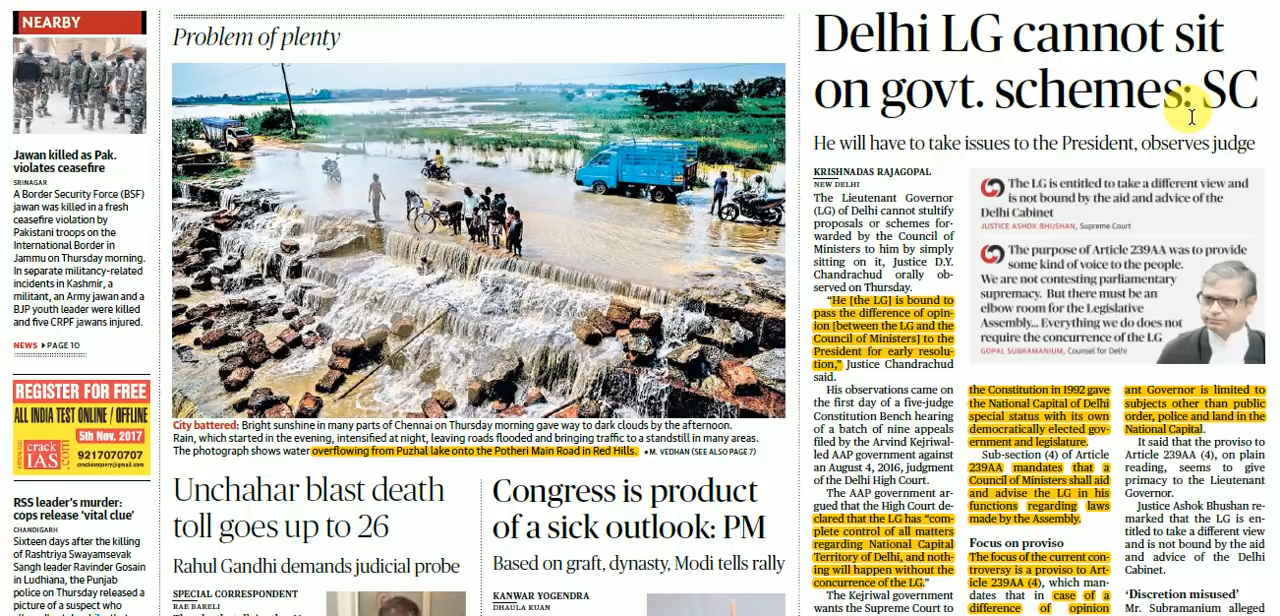 NEARBY
Jawan killed as Pak.
violates ceasefire
SRINAGAR
A Border Security Force (BSF)
jawan was killed in a fresh
ceasefire violation by
Pakistani troops on the
International Border in
Jammu on Thursday morning.
In separate militancy-related
incidents in Kashmir, a
militant, an Army jawan and a
BJP youth leader were killed
and five CRPF jawans injured.
NEWS PAGE 10
REGISTER FOR FREE
ALL INDIA TEST ONLINE / OFFLINE
crack
IAS
.com
5th Nov. 2017
9217070707
RSS leader's murder:
cops release 'vital clue'
CHANDIGARH
Sixteen days after the killing
of Rashtriya Swayamsevak
Sangh leader Ravinder Gosain
in Ludhiana, the Punjab
police on Thursday released a
picture of a suspect who
Problem of plenty
City battered: Bright sunshine in many parts of Chennai on Thursday morning gave way to dark clouds by the afternoon.
Rain, which started in the evening, intensified at night, leaving roads flooded and bringing traffic to a standstill in many areas.
The photograph shows water overflowing from Puzhal lake onto the Potheri Main Road in Red Hills. • M. VEDHAN (SEE ALSO PAGE 7)
Unchahar blast death
toll goes up to 26
Rahul Gandhi demands judicial probe
SPECIAL CORRESPONDENT
RAE BARELI
Congress is product
of a sick outlook: PM
Based on graft, dynasty, Modi tells rally
KANWAR YOGENDRA
DHAULA KUAN
Delhi LG cannot sit
on govt. schemes: SC
He will have to take issues to the President, observes judge
KRISHNADAS RAJAGOPAL
NEW DELHI
The Lieutenant Governor
(LG) of Delhi cannot stultify
proposals or schemes for-
warded by the Council of
Ministers to him by simply
sitting on it, Justice D.Y.
Chandrachud orally ob-
served on Thursday.
"He [the LG] is bound to
pass the difference of opin-
ion [between the LG and the
Council of Ministers] to the
President for early resolu-
tion," Justice Chandrachud
said.
His observations came on
the first day of a five-judge
Constitution Bench hearing
of a batch of nine appeals
filed by the Arvind Kejriwal-
led AAP government against
an August 4, 2016, judgment
of the Delhi High Court.
The AAP government ar-
gued that the High Court de-
clared that the LG has "com-
plete control of all matters
regarding National Capital
Territory of Delhi, and noth-
ing will happen without the
concurrence of the LG."
The Kejriwal government
wants the Supreme Court to
The LG is entitled to take a different view and
is not bound by the aid and advice of the
Delhi Cabinet
JUSTICE ASHOK BHUSHAN, Supreme Court
The purpose of Article 239AA was to provide
some kind of voice to the people.
We are not contesting parliamentary
supremacy. But there must be an
elbow room for the Legislative
Assembly... Everything we do does not
require the concurrence of the LG
GOPAL SUBRAMANIUM, Counsel for Delhi
the Constitution in 1992 gave
the National Capital of Delhi
special status with its own
democratically elected gov-
ernment and legislature.
Sub-section (4) of Article
239AA mandates that a
Council of Ministers shall aid
and advise the LG in his
functions regarding laws
made by the Assembly.
Focus on proviso
The focus of the current con-
troversy is a proviso to Art-
icle 239AA (4), which man-
dates that in case of a
difference of opinion
ant Governor is limited to
subjects other than public
order, police and land in the
National Capital.
It said that the proviso to
Article 239AA (4), on plain
reading, seems to give
primacy to the Lieutenant
Governor.
Justice Ashok Bhushan re-
marked that the LG is en-
titled to take a different view
and is not bound by the aid
and advice of the Delhi
Cabinet.
'Discretion misused'
Mr. Subramanium alleged